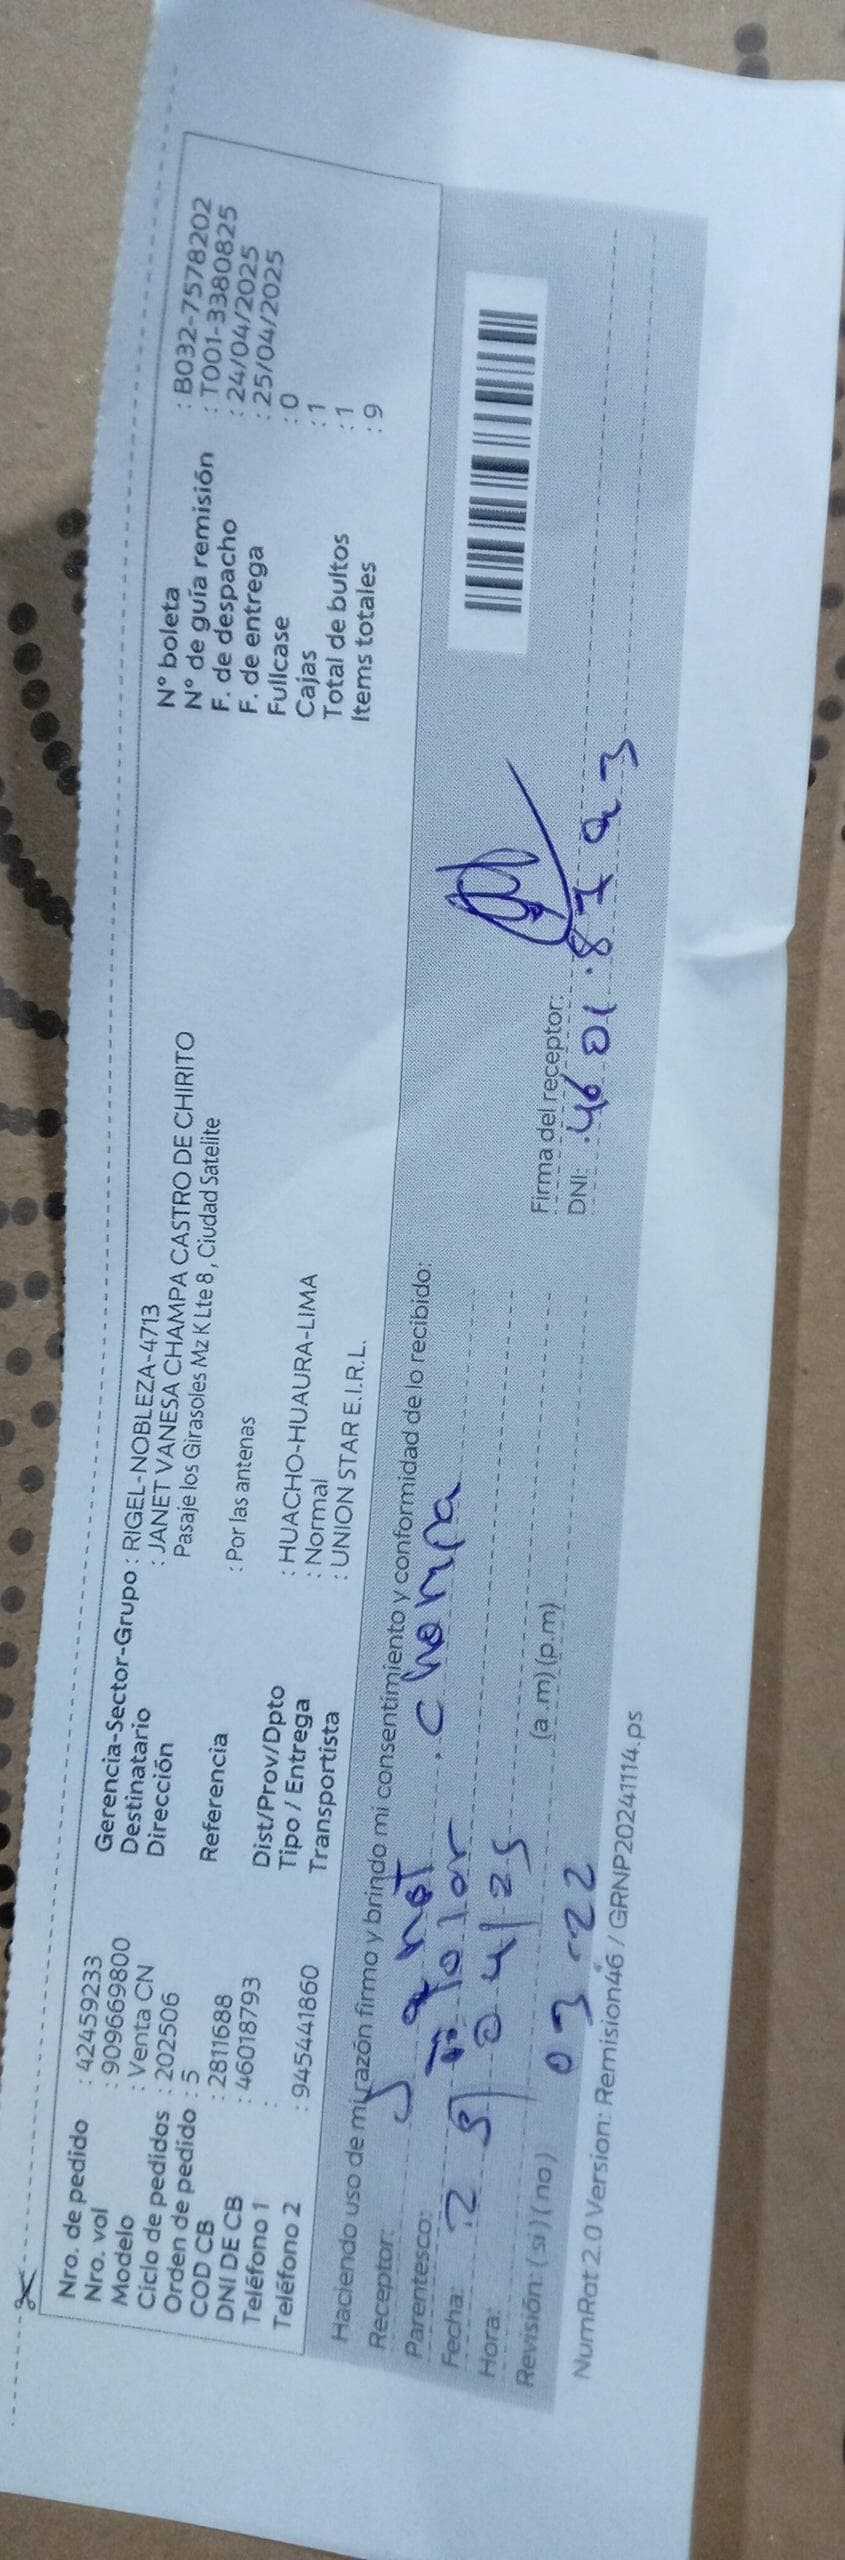 Nro. de pedido : 42459233
Nro. vol : 909669800
Modelo : Venta CN
Ciclo de pedidos : 202506
Orden de pedido : 5
COD CB : 2811688
DNI DE CB : 46018793
Teléfono 1 :
Teléfono 2 : 945441860
Gerencia-Sector-Grupo : RIGEL-NOBLEZA-4713
Destinatario : JANET VANESA CHAMPA CASTRO DE CHIRITO
Dirección Pasaje los Girasoles Mz K Lte 8 , Ciudad Satelite
Referencia : Por las antenas
Dist/Prov/Dpto : HUACHO-HUAURA-LIMA
Tipo / Entrega : Normal
Transportista : UNION STAR E.I.R.L.
N° boleta : B032-7578202
N° de guía remisión : T001-3380825
F. de despacho : 24/04/2025
F. de entrega : 25/04/2025
Fullcase : 0
Cajas : 1
Total de bultos : 1
Items totales : 9
Haciendo uso de mi razón firmo y brindo mi consentimiento y conformidad de lo recibido:
Receptor: Janet champa
Parentesco: titolar
Fecha: 04/25
Hora: 03:22 (a.m) (p.m)
Revisión: (si) (no)
Firma del receptor:
DNI: 46018793
NumRat 2.0 Version: Remision46 / GRNP20241114.ps